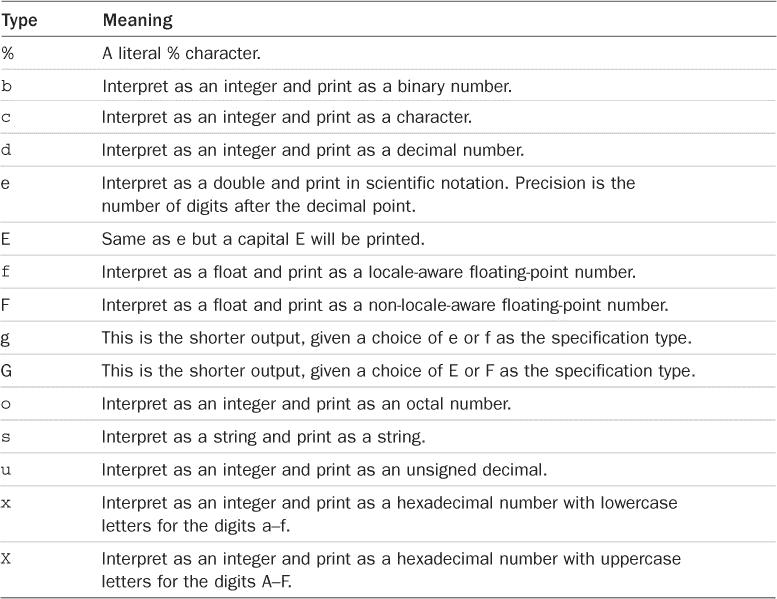 Type Meaning
% A literal % character.
b Interpret as an integer and print as a binary number.
c Interpret as an integer and print as a character.
d Interpret as an integer and print as a decimal number.
e Interpret as a double and print in scientific notation. Precision is the
number of digits after the decimal point.
E Same as e but a capital E will be printed.
f Interpret as a float and print as a locale-aware floating-point number.
F Interpret as a float and print as a non-locale-aware floating-point number.
g This is the shorter output, given a choice of e or f as the specification type.
G This is the shorter output, given a choice of E or F as the specification type.
o Interpret as an integer and print as an octal number.
s Interpret as a string and print as a string.
u Interpret as an integer and print as an unsigned decimal.
x Interpret as an integer and print as a hexadecimal number with lowercase
letters for the digits a–f.
X Interpret as an integer and print as a hexadecimal number with uppercase
letters for the digits A–F.